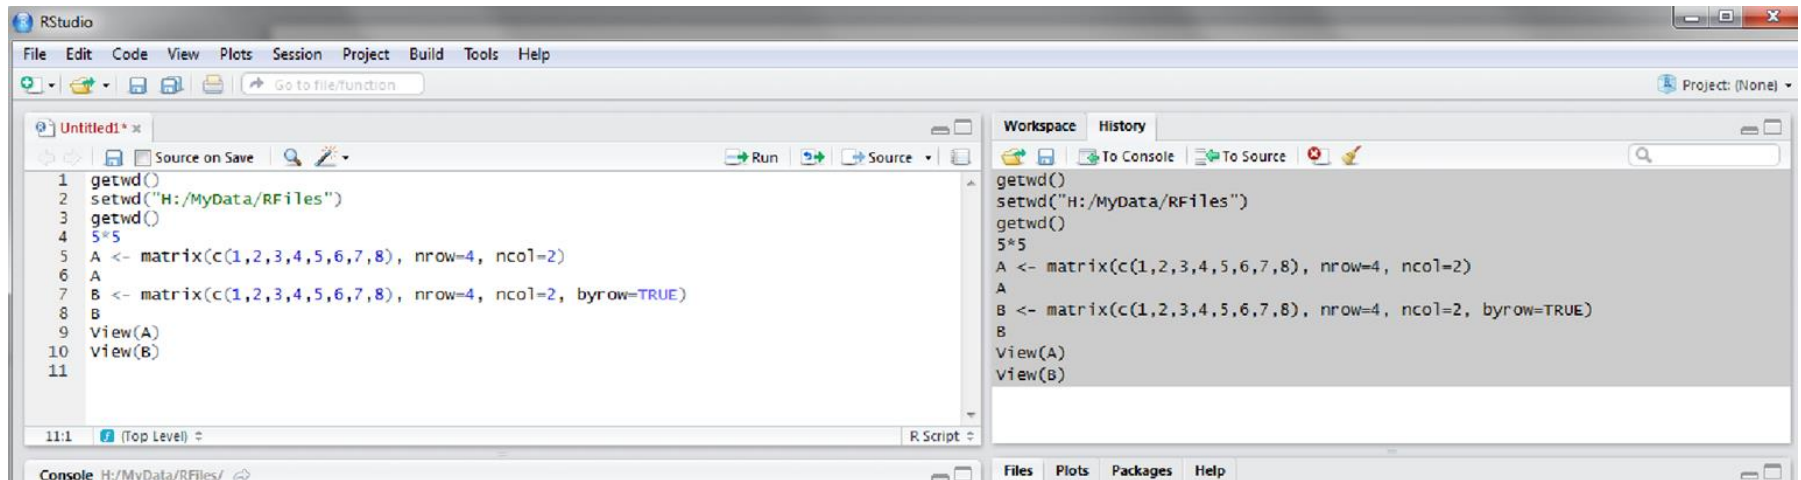 RStudio
File Edit Code View Plots Session Project Build Tools Help
Go to file/function
Project: (None)
Untitled1*
Source on Save
Run
Source
1 getwd()
2 setwd("H:/MyData/RFiles")
3 getwd()
4 5*5
5 A <- matrix(c(1,2,3,4,5,6,7,8), nrow=4, ncol=2)
6 A
7 B <- matrix(c(1,2,3,4,5,6,7,8), nrow=4, ncol=2, byrow=TRUE)
8 B
9 View(A)
10 View(B)
11
11:1 (Top Level) R Script
Console H:/MyData/RFiles/
Workspace History
To Console To Source
getwd()
setwd("H:/MyData/RFiles")
getwd()
5*5
A <- matrix(c(1,2,3,4,5,6,7,8), nrow=4, ncol=2)
A
B <- matrix(c(1,2,3,4,5,6,7,8), nrow=4, ncol=2, byrow=TRUE)
B
View(A)
View(B)
Files Plots Packages Help